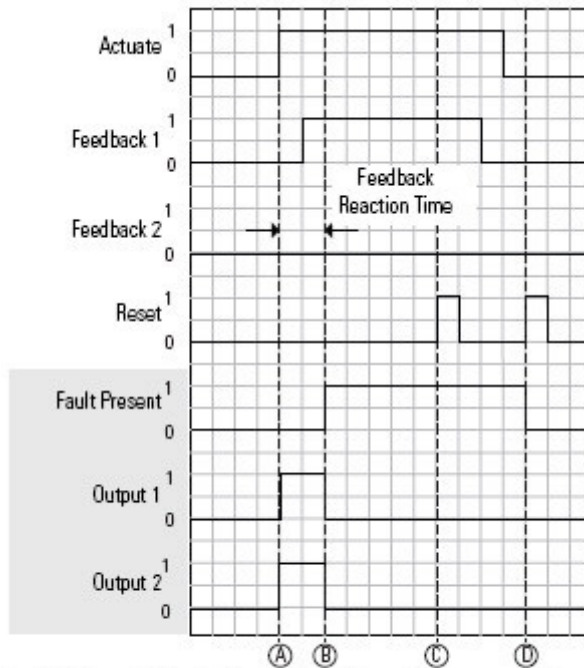 Actuate 1
0
Feedback 1 1
0
Feedback
Reaction Time
Feedback 2 1
0
Reset 1
0
Fault Present 1
0
Output 1 1
0
Output 2 1
0
A B C D